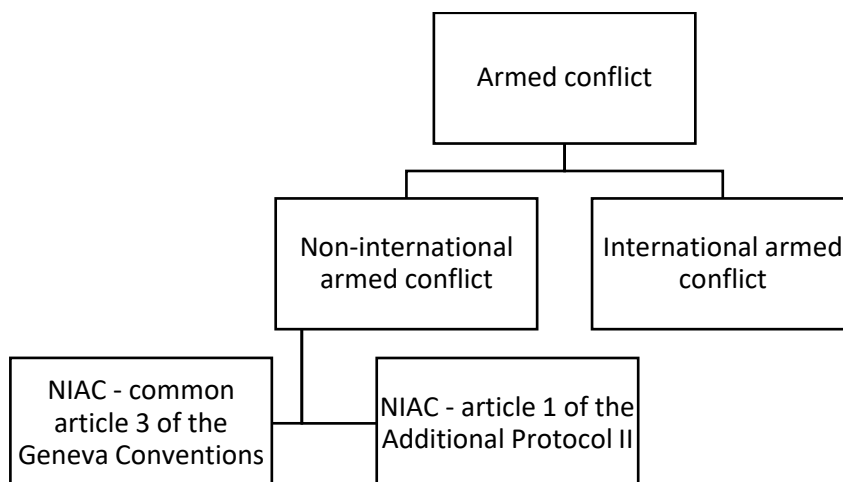 Armed conflict
Non-international
armed conflict
International armed
conflict
NIAC - common
article 3 of the
Geneva Conventions
NIAC - article 1 of the
Additional Protocol II